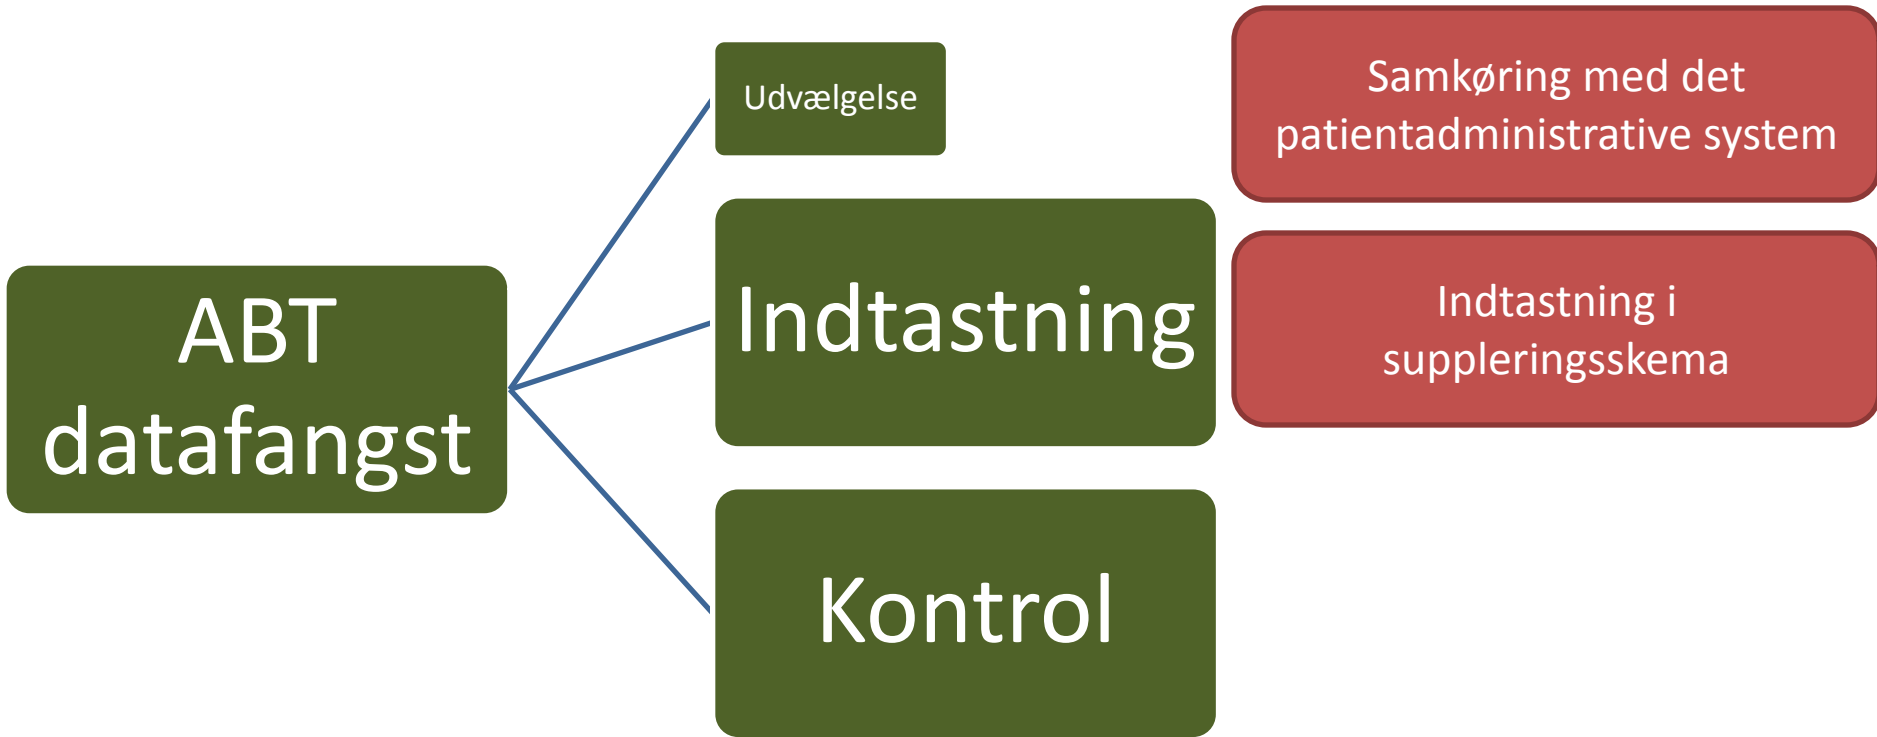 ABT
datafangst
Udvælgelse
Indtastning
Kontrol
Samkøring med det
patientadministrative system
Indtastning i
suppleringsskema